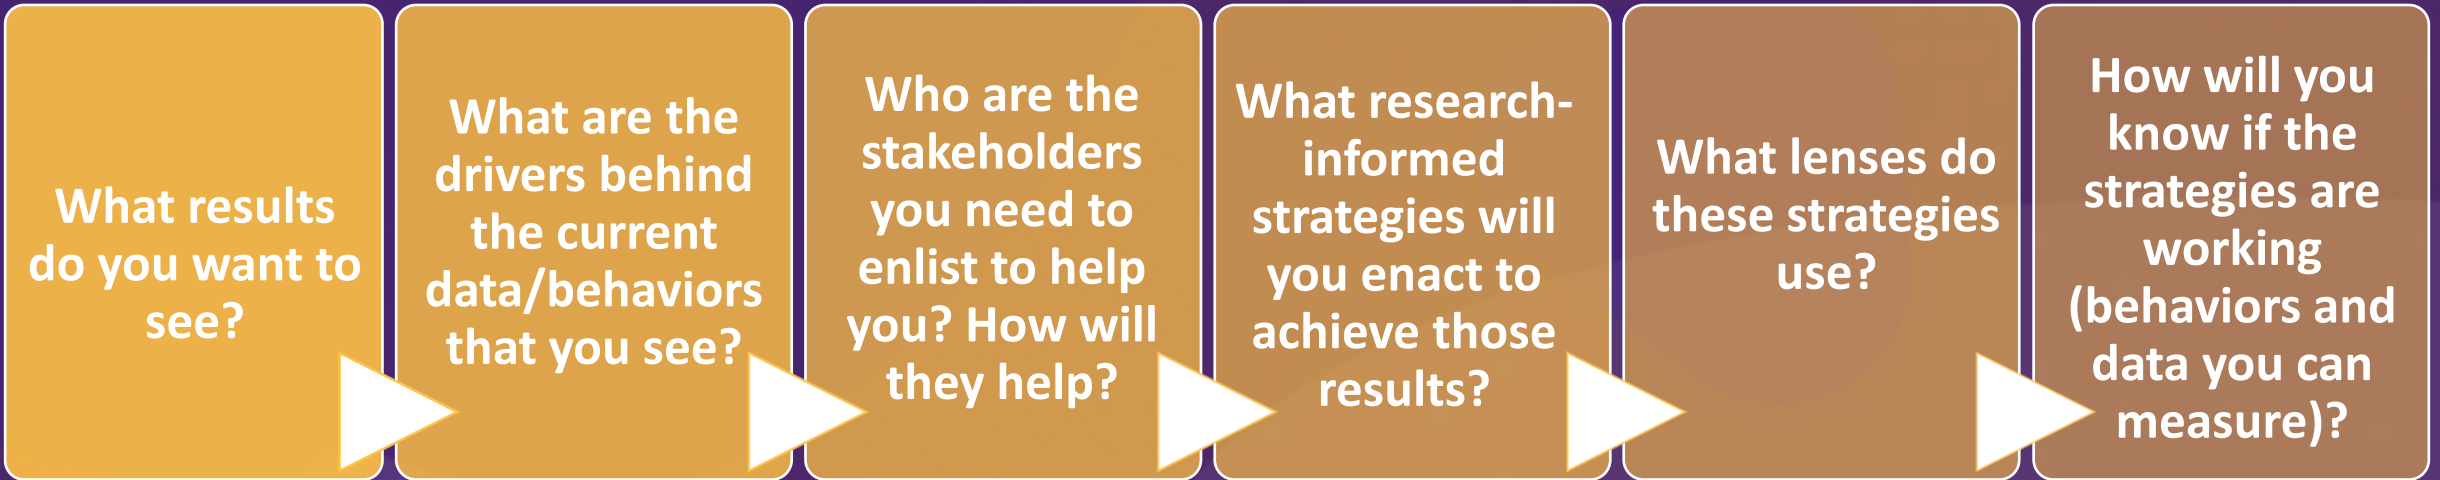 What results
do you want to
see?
What are the
drivers behind
the current
data/behaviors
that you see?
Who are the
stakeholders
you need to
enlist to help
you? How will
they help?
What research-
informed
strategies will
you enact to
achieve those
results?
What lenses do
these strategies
use?
How will you
know if the
strategies are
working
(behaviors and
data you can
measure)?